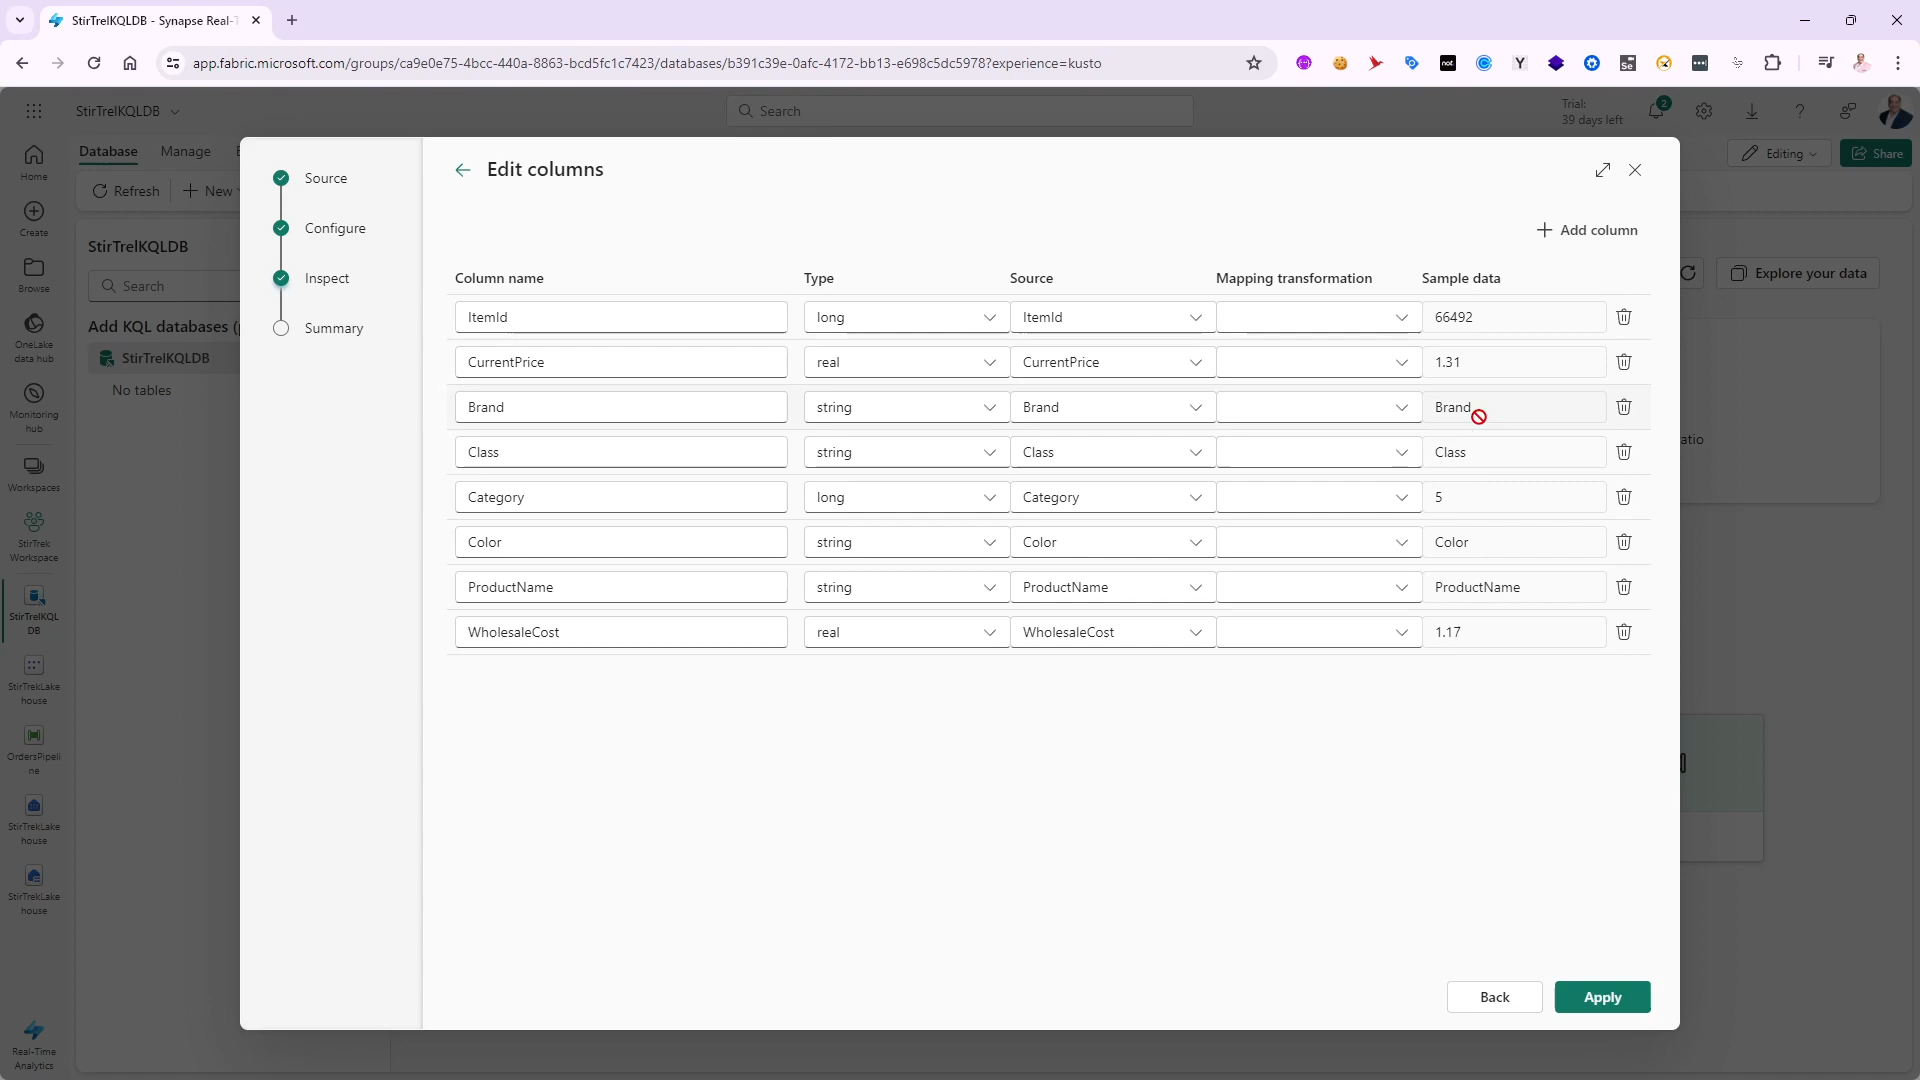 StirTrelKQLDB - Synapse Real-T
app.fabric.microsoft.com/groups/ca9e0e75-4bcc-440a-8863-bcd5fc1c7423/databases/b391c39e-0afc-4172-bb13-e698c5dc5978?experience=kusto
StirTrelKQLDB
Search
Trial:
39 days left
2
Home
Create
Browse
OneLake
data hub
Monitoring
hub
Workspaces
StirTrek
Workspace
StirTrelKQL
DB
StirTrekLake
house
OrdersPipeli
ne
StirTrekLake
house
StirTrekLake
house
Real-Time
Analytics
Database
Manage
Editing
Share
Refresh
New
StirTrelKQLDB
Search
Add KQL databases (
StirTrelKQLDB
No tables
Explore your data
atio
Source
Configure
Inspect
Summary
Edit columns
Add column
Column name Type Source Mapping transformation Sample data
ItemId long ItemId 66492
CurrentPrice real CurrentPrice 1.31
Brand string Brand Brand
Class string Class Class
Category long Category 5
Color string Color Color
ProductName string ProductName ProductName
WholesaleCost real WholesaleCost 1.17
Back
Apply